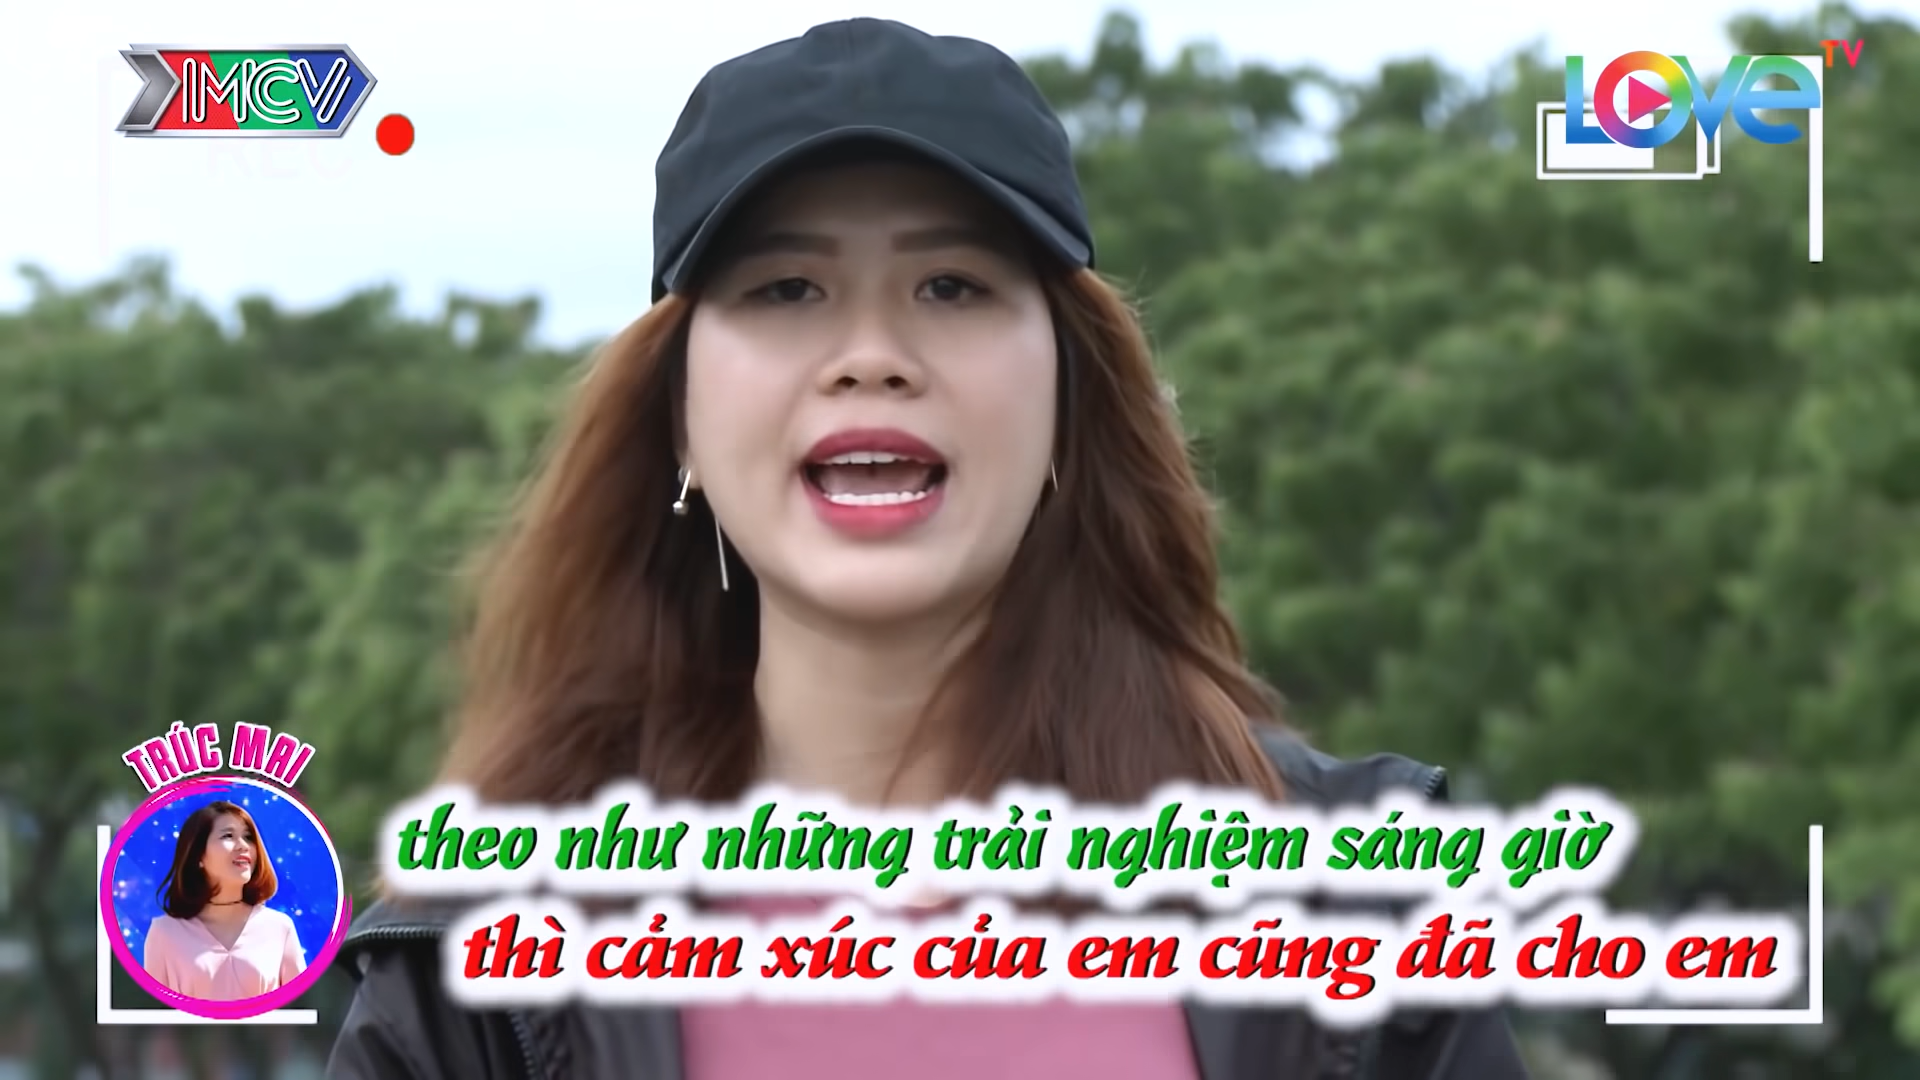 MCV
LOVE TV
TRÚC MAI
theo như những trải nghiệm sáng giờ
thì cảm xúc của em cũng đã cho em